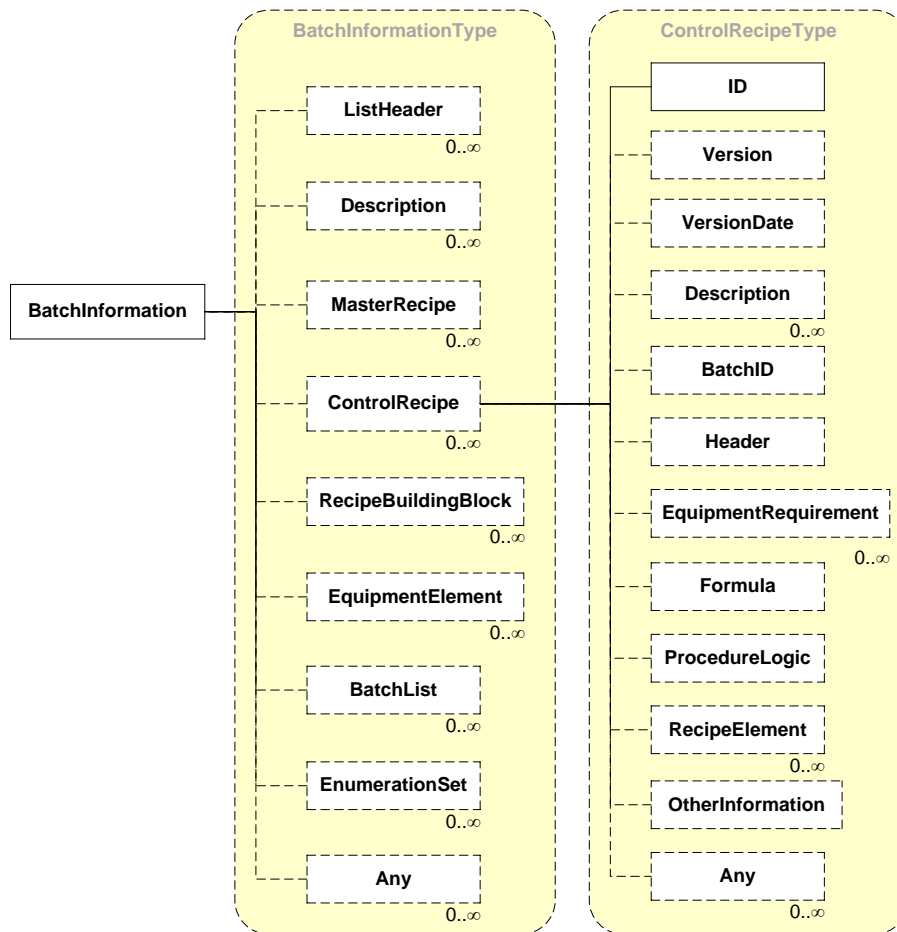 BatchInformationType
ControlRecipeType
BatchInformation
ListHeader
0..∞
Description
0..∞
MasterRecipe
0..∞
ControlRecipe
0..∞
RecipeBuildingBlock
0..∞
EquipmentElement
0..∞
BatchList
0..∞
EnumerationSet
0..∞
Any
0..∞
ID
Version
VersionDate
Description
0..∞
BatchID
Header
EquipmentRequirement
0..∞
Formula
ProcedureLogic
RecipeElement
0..∞
OtherInformation
Any
0..∞